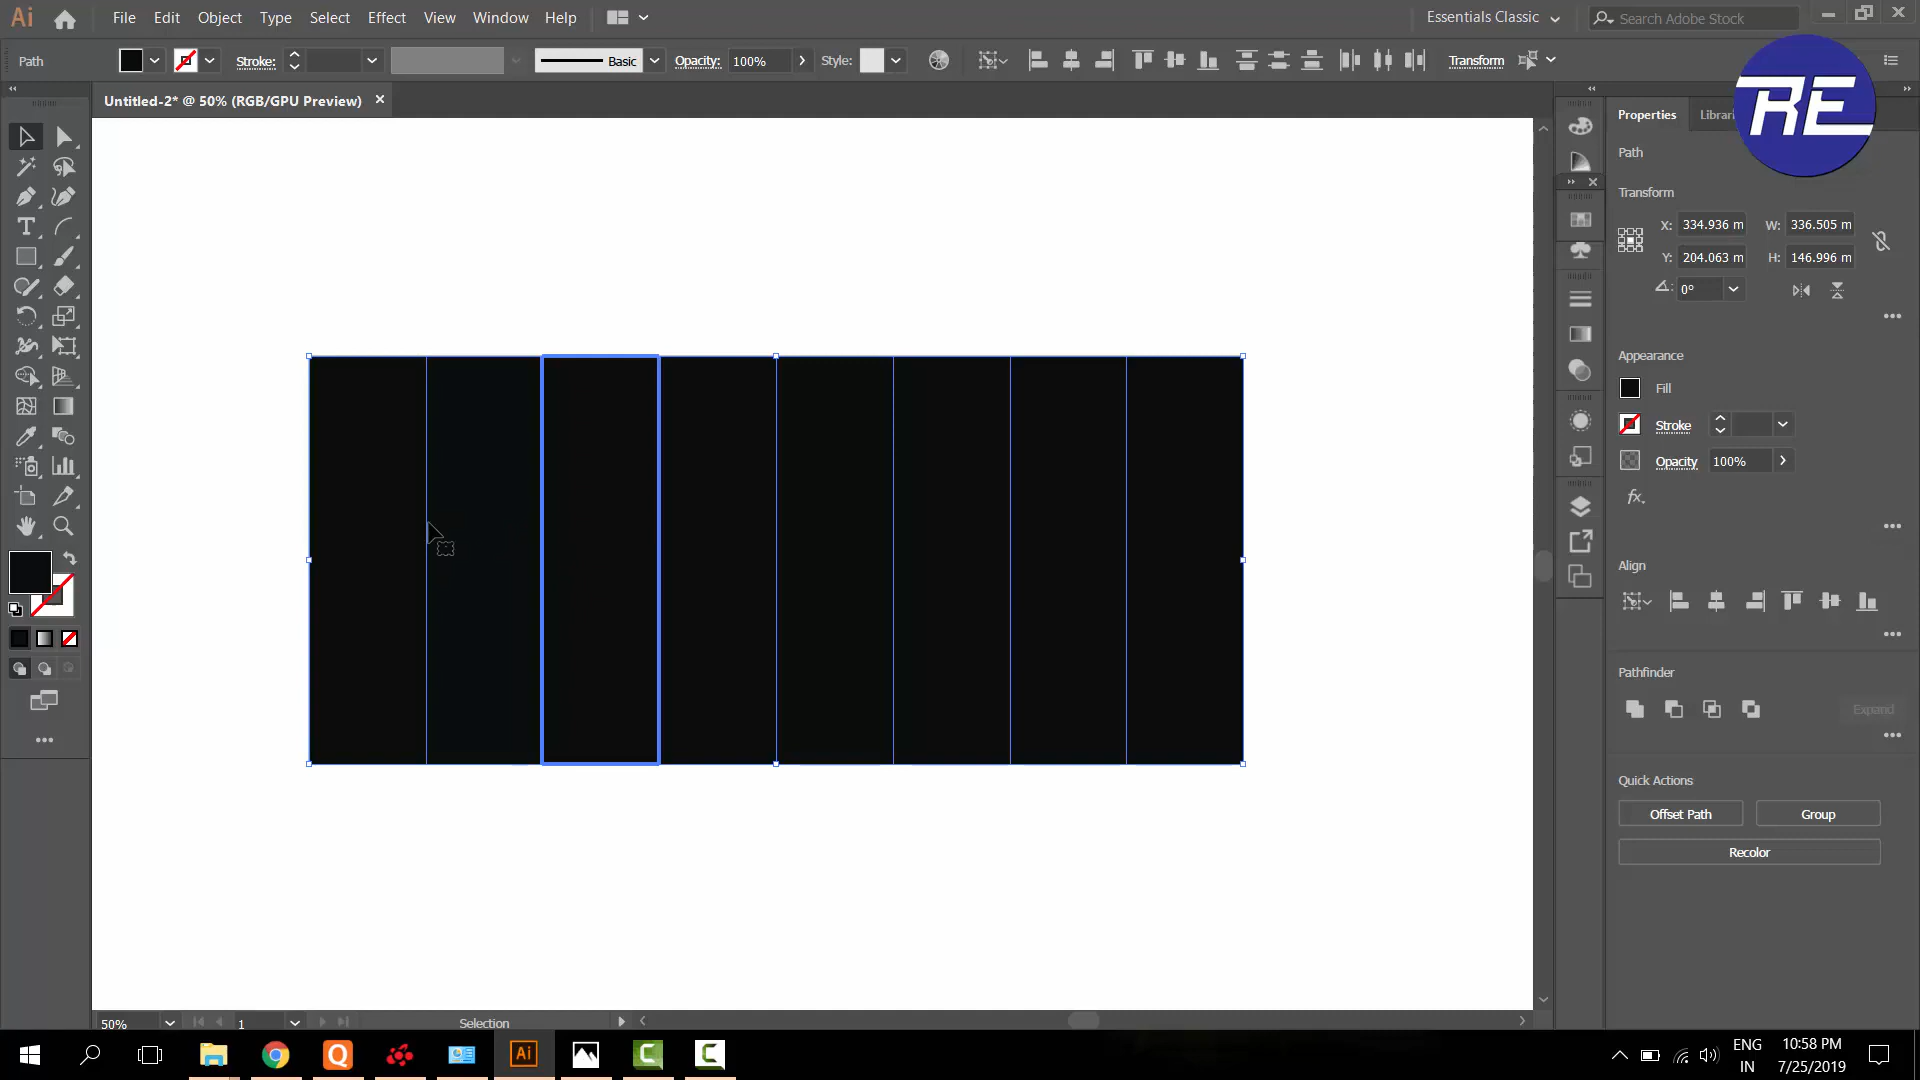 Ai File Edit Object Type Select Effect View Window Help Essentials Classic Search Adobe Stock
Path Stroke: Basic Opacity: 100% Style: Transform
RE
Untitled-2* @ 50% (RGB/GPU Preview) ×
Properties
Path
Transform
X: 334.936 m W: 336.505 m
Y: 204.063 m H: 146.996 m
0°
Appearance
Fill
Stroke
Opacity 100%
fx.
Align
Pathfinder
Expand
Quick Actions
Offset Path Group
Recolor
50% 1 Selection
Q Ai C C
ENG 10:58 PM
IN 7/25/2019